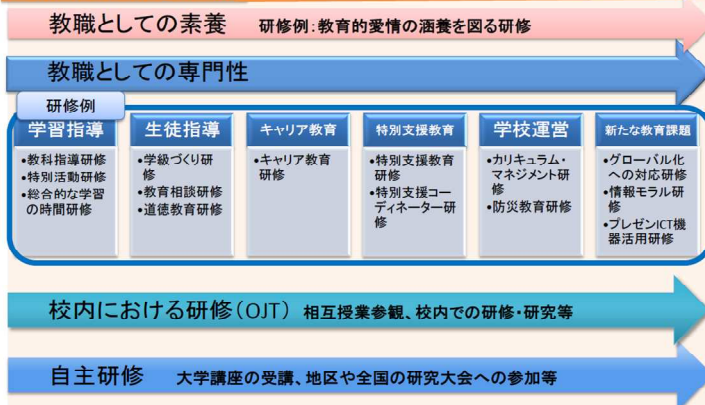 教職としての素養 研修例：教育的愛情の涵養を図る研修
教職としての専門性
研修例
学習指導
•教科指導研修
•特別活動研修
•総合的な学習
の時間研修
生徒指導
•学級づくり研
修
•教育相談研修
•道徳教育研修
キャリア教育
•キャリア教育
研修
特別支援教育
•特別支援教育
研修
•特別支援コー
ディネーター研
修
学校運営
•カリキュラム・
マネジメント研
修
•防災教育研修
新たな教育課題
•グローバル化
への対応研修
•情報モラル研
修
•プレゼンICT機
器活用研修
校内における研修（OJT） 相互授業参観、校内での研修・研究等
自主研修 大学講座の受講、地区や全国の研究大会への参加等